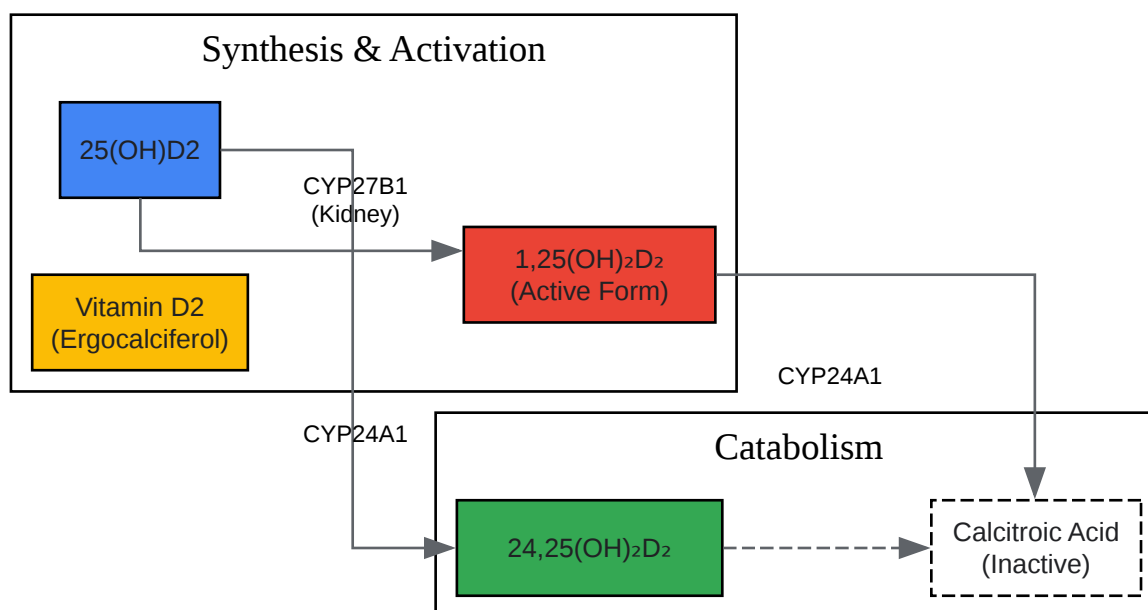 Synthesis & Activation
25(OH)D2
CYP27B1
(Kidney)
1,25(OH)₂D₂
(Active Form)
Vitamin D2
(Ergocalciferol)
CYP24A1
CYP24A1
Catabolism
24,25(OH)₂D₂
Calcitroic Acid
(Inactive)